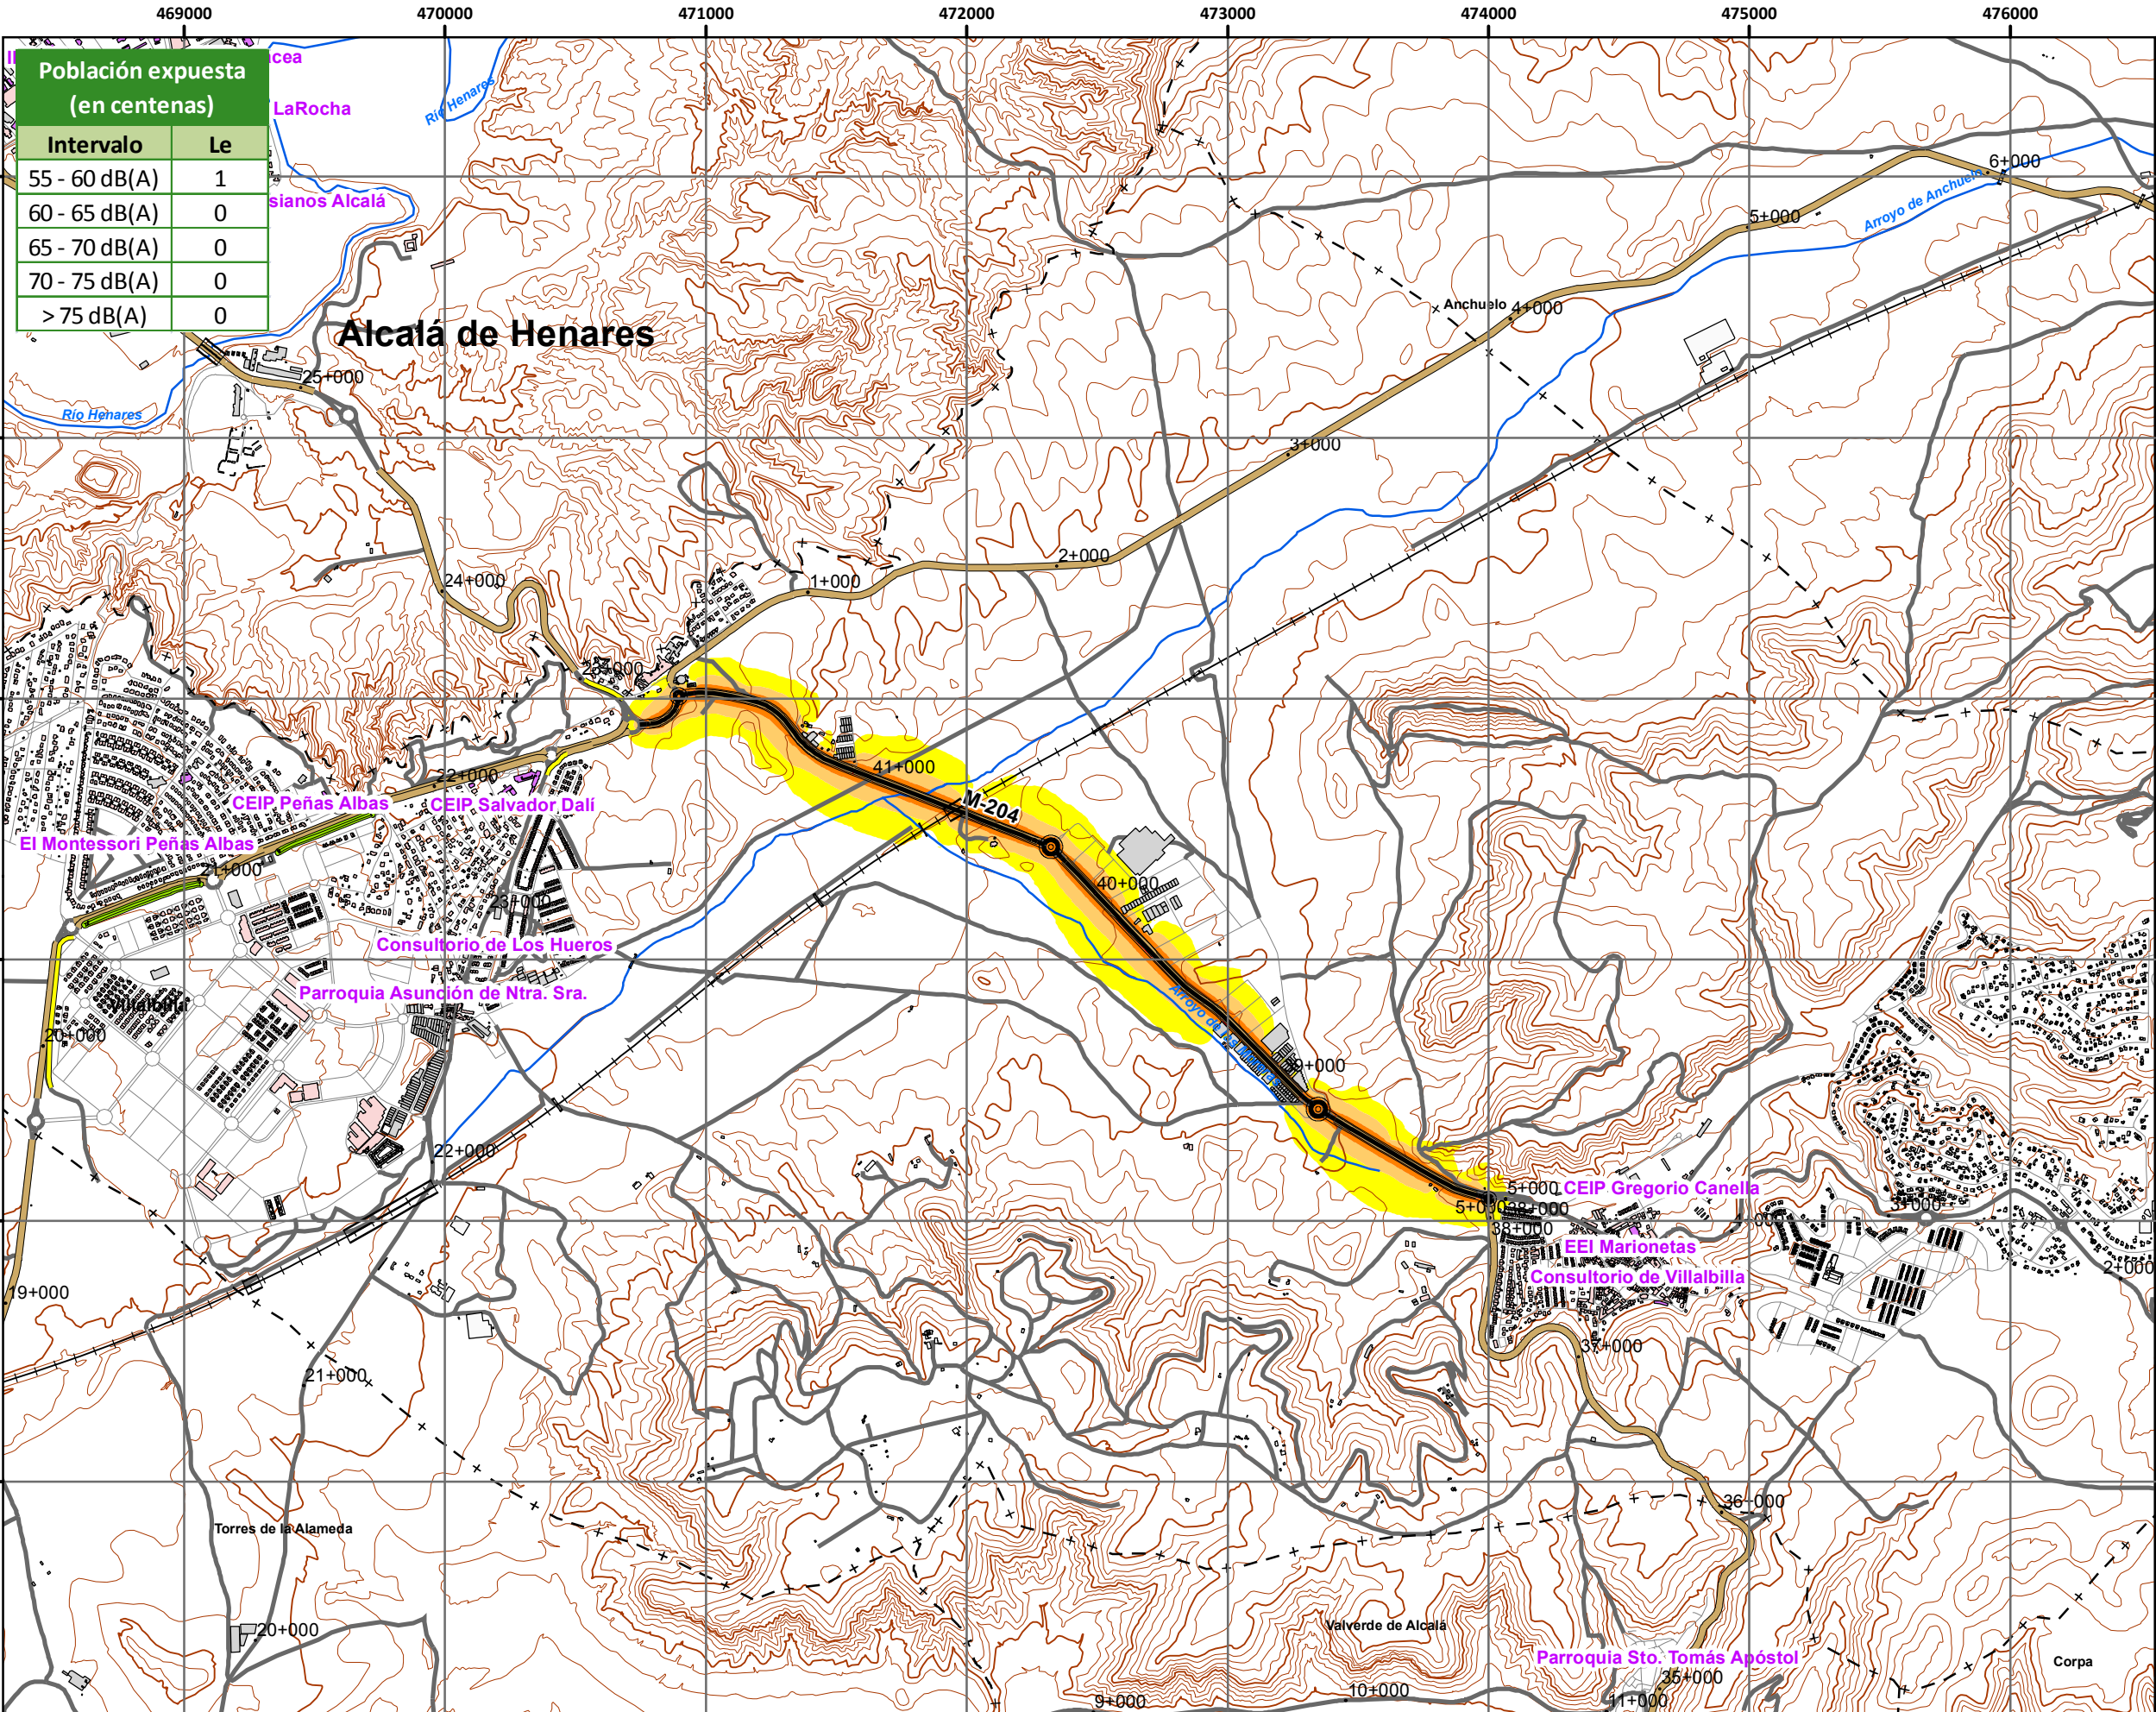 469000 470000 471000 472000 473000 474000 475000 476000
Población expuesta
(en centenas)
Intervalo Le
55 - 60 dB(A) 1
60 - 65 dB(A) 0
65 - 70 dB(A) 0
70 - 75 dB(A) 0
> 75 dB(A) 0
LaRocha
Río Henares
sianos Alcalá
6+000
Arroyo de Anchuelo
5+000
Anchuelo
4+000
Alcalá de Henares
25+000
Río Henares
3+000
2+000
24+000
1+000
41+000
22+000
M-204
CEIP Peñas Albas
CEIP Salvador Dalí
El Montessori Peñas Albas
21+000
40+000
23+000
Consultorio de Los Hueros
Parroquia Asunción de Ntra. Sra.
Villalbilla
20+000
39+000
22+000
5+000
CEIP Gregorio Canella
5+000
38+000
38+000
3+000
EEI Marionetas
2+000
Consultorio de Villalbilla
19+000
37+000
21+000
36+000
Torres de la Alameda
20+000
Valverde de Alcalá
Parroquia Sto. Tomás Apóstol
Corpa
35+000
10+000
9+000
11+000